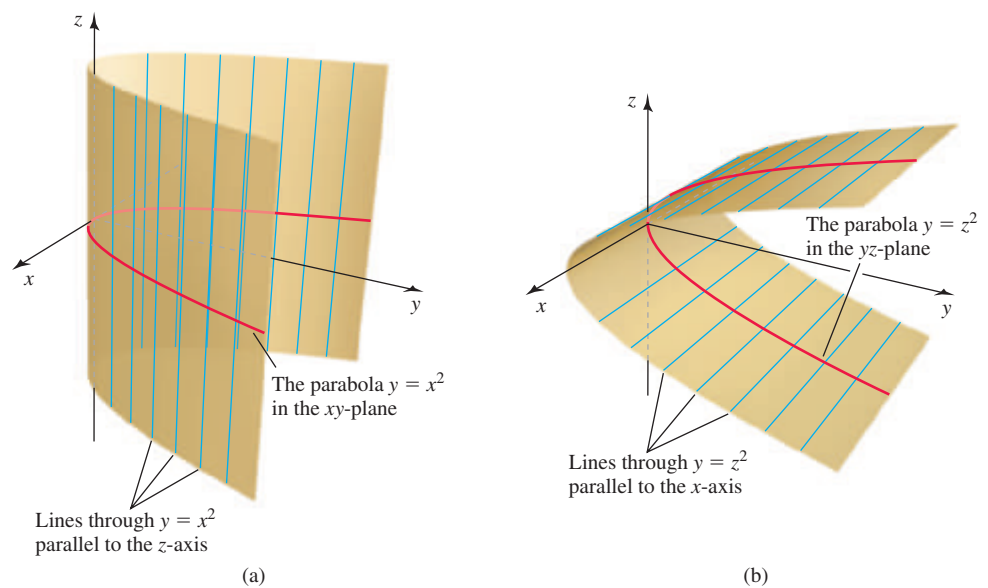 z
x
y
The parabola y = x²
in the xy-plane
Lines through y = x²
parallel to the z-axis
(a)
z
The parabola y = z²
in the yz-plane
x
y
Lines through y = z²
parallel to the x-axis
(b)